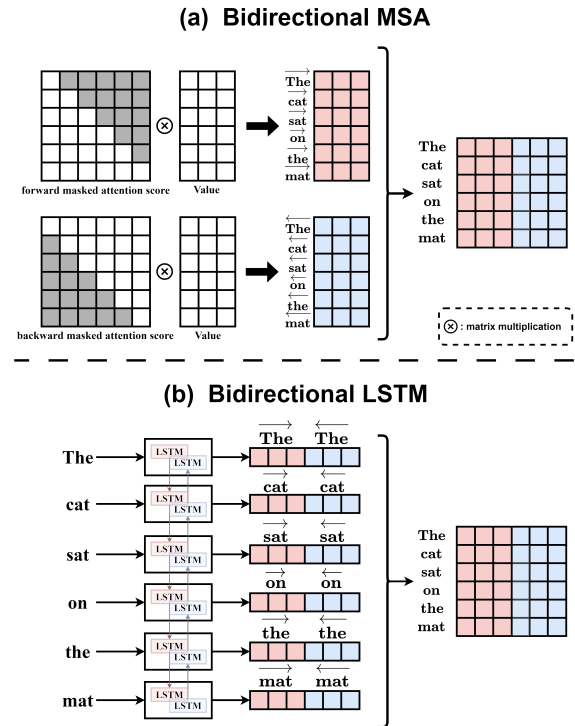 (a) Bidirectional MSA
The
cat
sat
on
the
mat
forward masked attention score
Value
The
cat
sat
on
the
mat
backward masked attention score
Value
The
cat
sat
on
the
mat
: matrix multiplication
(b) Bidirectional LSTM
The
LSTM
LSTM
The The
cat
LSTM
LSTM
cat cat
sat
LSTM
LSTM
sat sat
on
LSTM
LSTM
on on
the
LSTM
LSTM
the the
mat
LSTM
LSTM
mat mat
The
cat
sat
on
the
mat